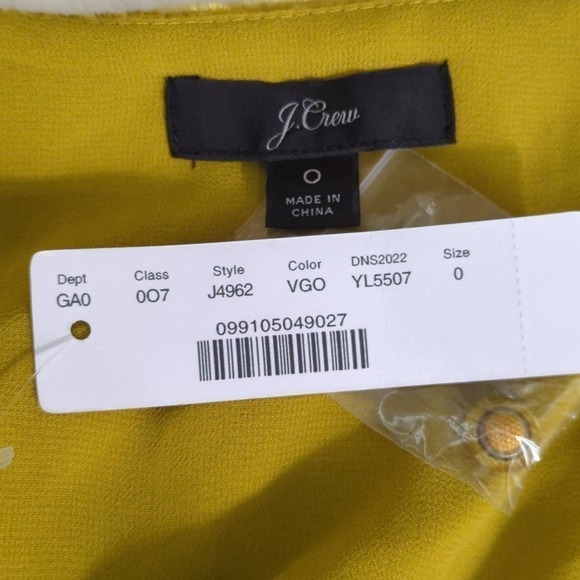 J.Crew
0
MADE IN
CHINA
Dept Class Style Color DNS2022 Size
GA0 0O7 J4962 VGO YL5507 0
099105049027